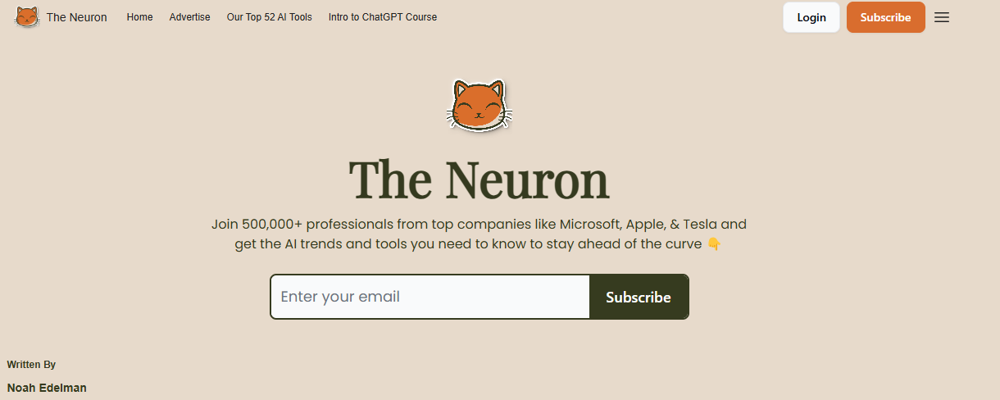 The Neuron Home Advertise Our Top 52 AI Tools Intro to ChatGPT Course Login Subscribe
The Neuron
Join 500,000+ professionals from top companies like Microsoft, Apple, & Tesla and
get the AI trends and tools you need to know to stay ahead of the curve 👇
Enter your email Subscribe
Written By
Noah Edelman